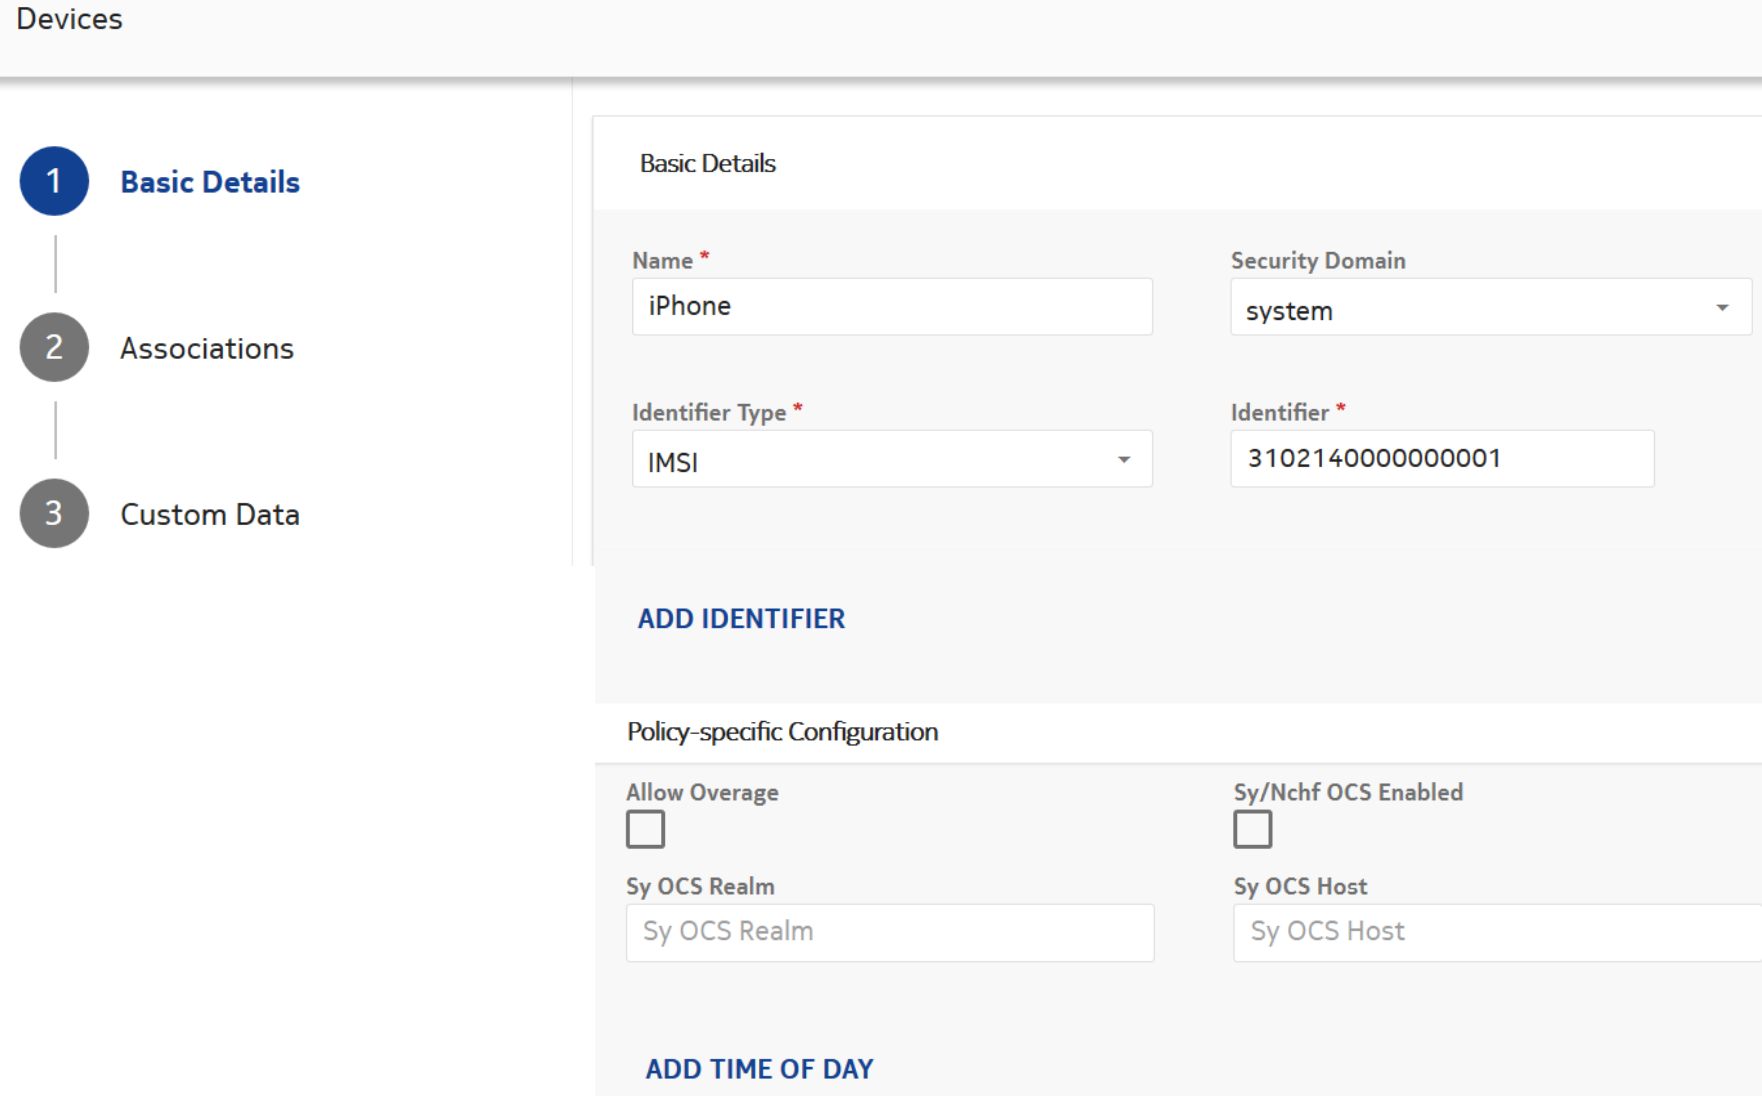 Devices
1 Basic Details
2 Associations
3 Custom Data
Basic Details
Name * Security Domain
iPhone system
Identifier Type * Identifier *
IMSI 3102140000000001
ADD IDENTIFIER
Policy-specific Configuration
Allow Overage Sy/Nchf OCS Enabled
Sy OCS Realm Sy OCS Host
Sy OCS Realm Sy OCS Host
ADD TIME OF DAY